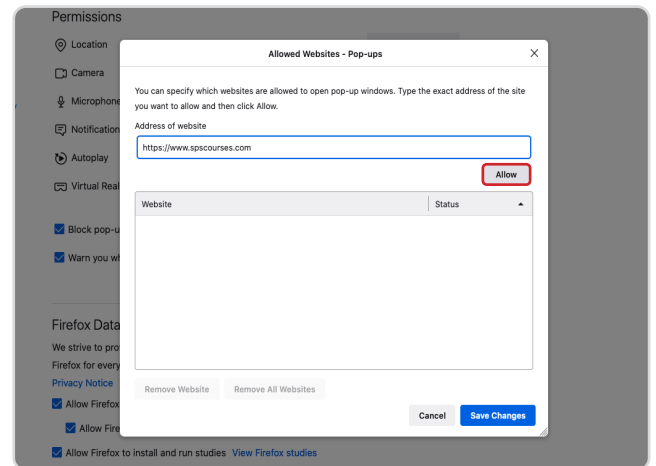 Permissions
Location
Camera
Microphone
Notification
Autoplay
Virtual Real
Block pop-u
Warn you wh
Firefox Data
We strive to pro
Firefox for every
Privacy Notice
Allow Firefox
Allow Fire
Allow Firefox to install and run studies View Firefox studies
Allowed Websites - Pop-ups
You can specify which websites are allowed to open pop-up windows. Type the exact address of the site
you want to allow and then click Allow.
Address of website
https://www.spscourses.com
Allow
Website Status
Remove Website Remove All Websites
Cancel Save Changes